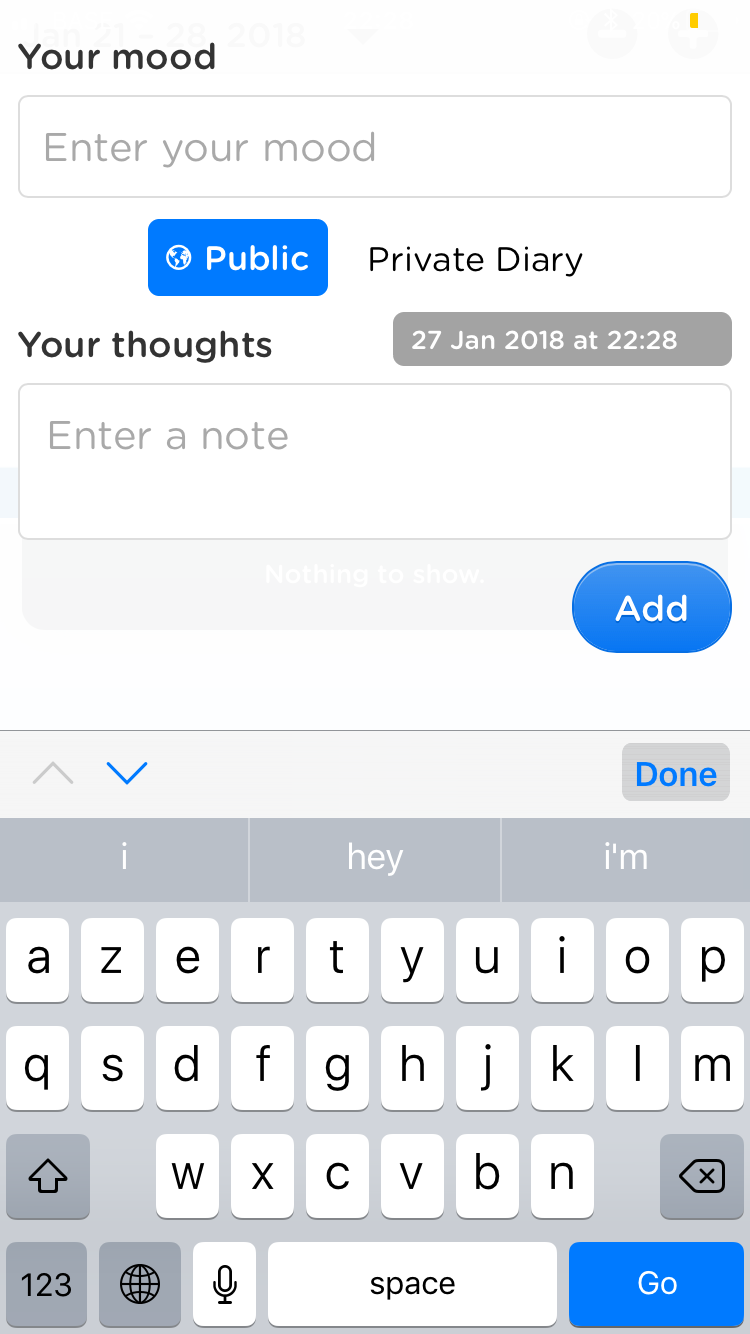 Jan 21 - 28, 2018
Your mood
Enter your mood
Public
Private Diary
Your thoughts
27 Jan 2018 at 22:28
Enter a note
Nothing to show.
Add
Done
i
hey
i'm
a z e r t y u i o p
q s d f g h j k l m
w x c v b n
123
space
Go